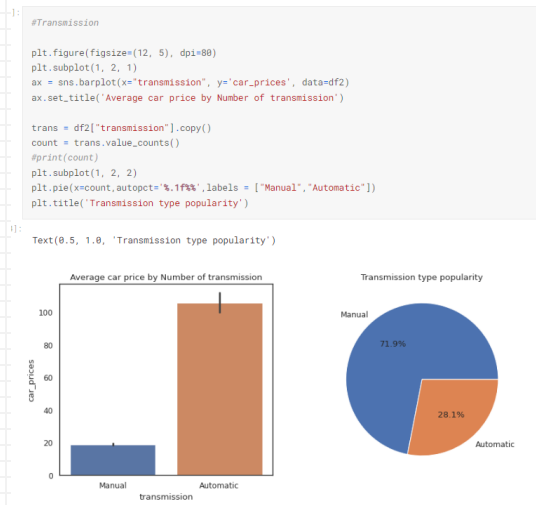 ]:
#Transmission
plt.figure(figsize=(12, 5), dpi=80)
plt.subplot(1, 2, 1)
ax = sns.barplot(x="transmission", y='car_prices', data=df2)
ax.set_title('Average car price by Number of transmission')
trans = df2["transmission"].copy()
count = trans.value_counts()
#print(count)
plt.subplot(1, 2, 2)
plt.pie(x=count,autopct='%.1f%%',labels = ["Manual","Automatic"])
plt.title('Transmission type popularity')
]:
Text(0.5, 1.0, 'Transmission type popularity')
Average car price by Number of transmission
100
80
60
40
20
0
car_prices
Manual
Automatic
transmission
Transmission type popularity
Manual
71.9%
28.1%
Automatic